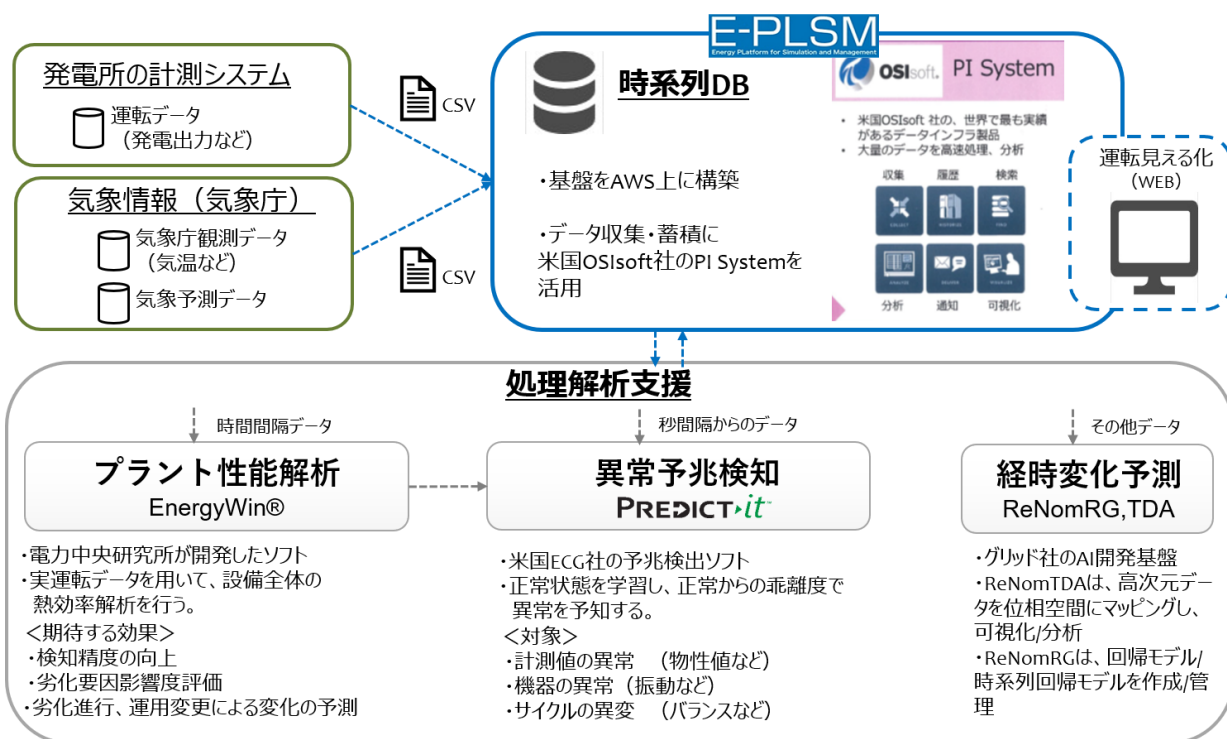 E-PLSM
Energy PLatform for Simulation and Management
発電所の計測システム
運転データ
（発電出力など）
気象情報（気象庁）
気象庁観測データ
（気温など）
気象予測データ
CSV
CSV
時系列DB
・基盤をAWS上に構築
・データ収集・蓄積に
米国OSIsoft社のPI Systemを
活用
OSIsoft. PI System
• 米国OSIsoft 社の、世界で最も実績
があるデータインフラ製品
• 大量のデータを高速処理、分析
収集 履歴 検索
分析 通知 可視化
運転見える化
（WEB）
処理解析支援
時間間隔データ
プラント性能解析
EnergyWin®
・電力中央研究所が開発したソフト
・実運転データを用いて、設備全体の
熱効率解析を行う。
＜期待する効果＞
・検知精度の向上
・劣化要因影響度評価
・劣化進行、運用変更による変化の予測
秒間隔からのデータ
異常予兆検知
PREDICT it™
・米国ECG社の予兆検出ソフト
・正常状態を学習し、正常からの乖離度で
異常を予知する。
＜対象＞
・計測値の異常　（物性値など）
・機器の異常（振動など）
・サイクルの異変　（バランスなど）
その他データ
経時変化予測
ReNomRG,TDA
・グリッド社のAI開発基盤
・ReNomTDAは、高次元デー
タを位相空間にマッピングし、
可視化/分析
・ReNomRGは、回帰モデル/
時系列回帰モデルを作成/管
理